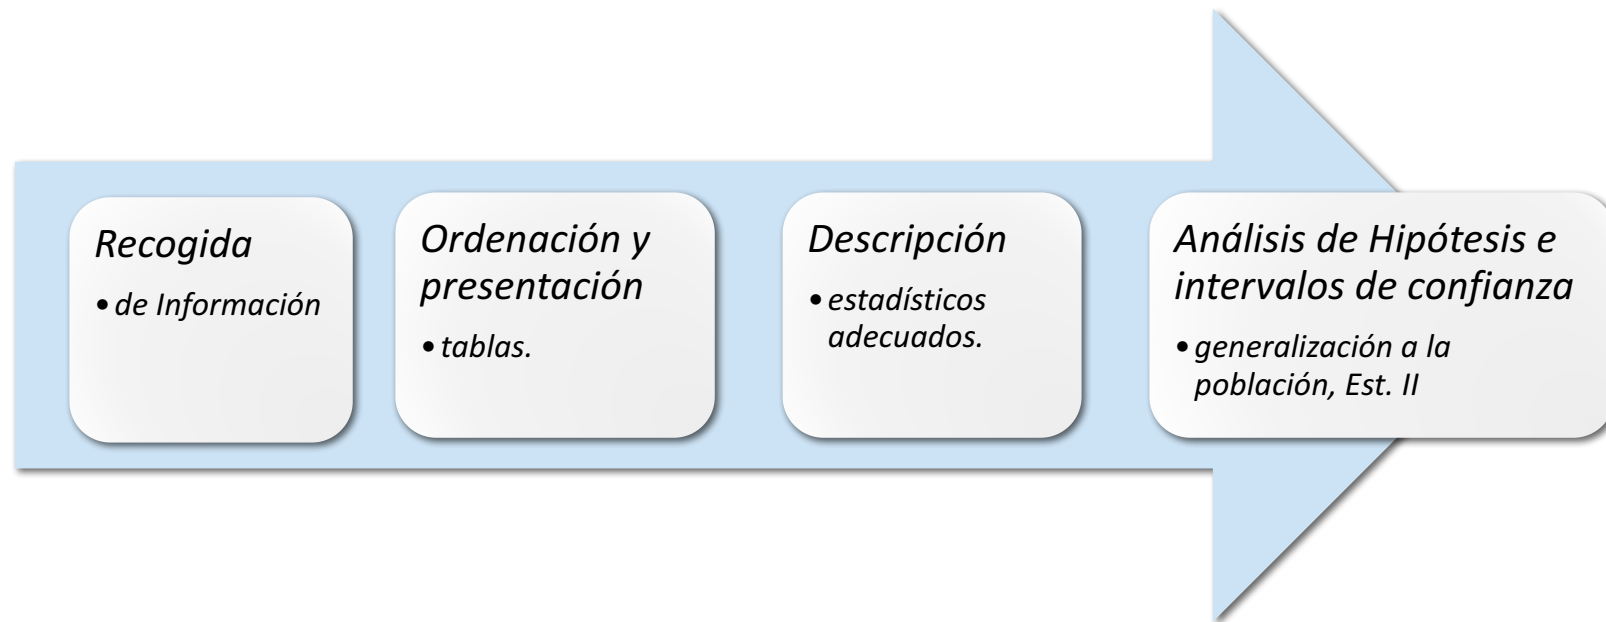 Recogida
• de Información
Ordenación y
presentación
• tablas.
Descripción
• estadísticos
adecuados.
Análisis de Hipótesis e
intervalos de confianza
• generalización a la
población, Est. II